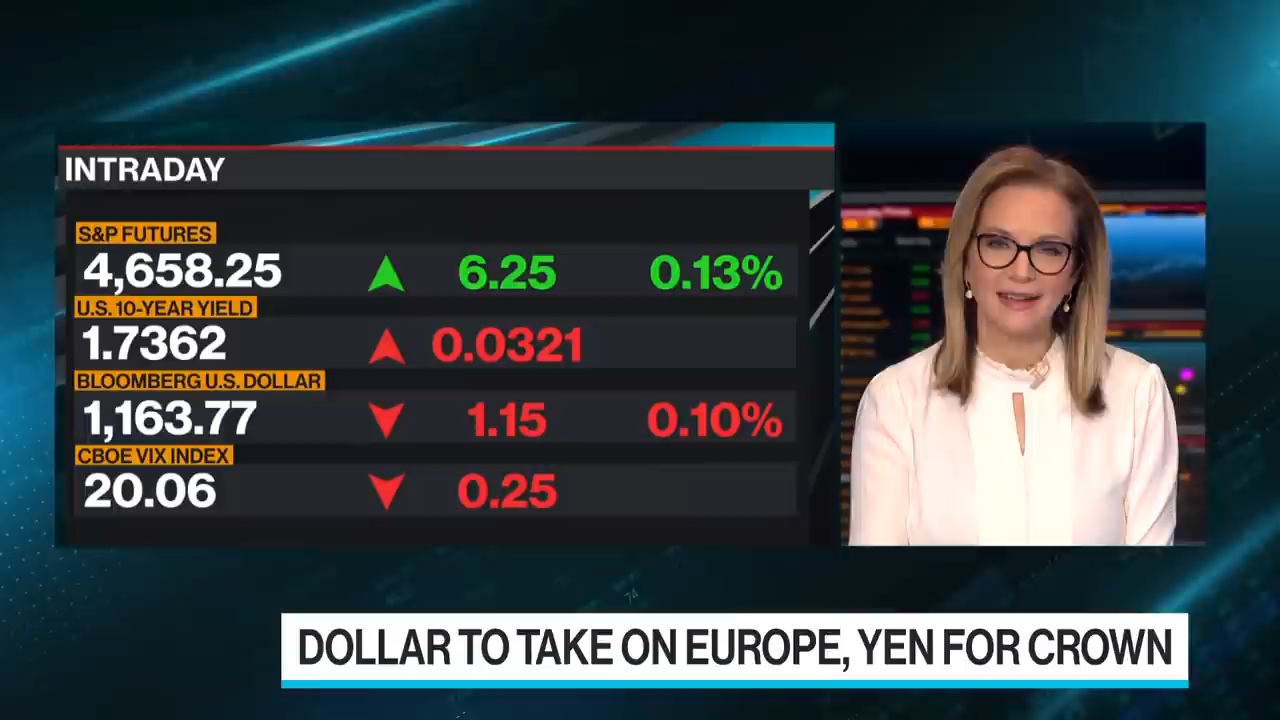 INTRADAY
S&P FUTURES
4,658.25 6.25 0.13%
U.S. 10-YEAR YIELD
1.7362 0.0321
BLOOMBERG U.S. DOLLAR
1,163.77 1.15 0.10%
CBOE VIX INDEX
20.06 0.25
DOLLAR TO TAKE ON EUROPE, YEN FOR CROWN